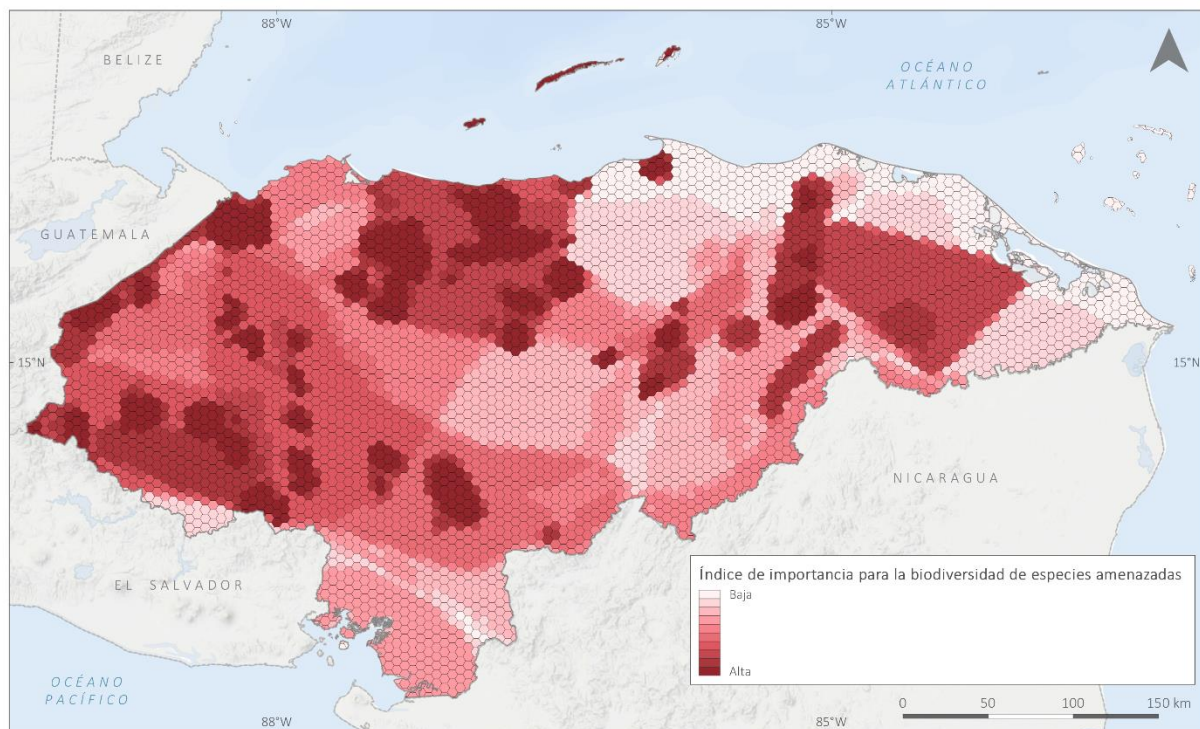 88°W
85°W
BELIZE
OCÉANO
ATLÁNTICO
GUATEMALA
15°N
15°N
NICARAGUA
EL SALVADOR
Índice de importancia para la biodiversidad de especies amenazadas
Baja
Alta
OCÉANO
PACÍFICO
88°W
85°W
0 50 100 150 km